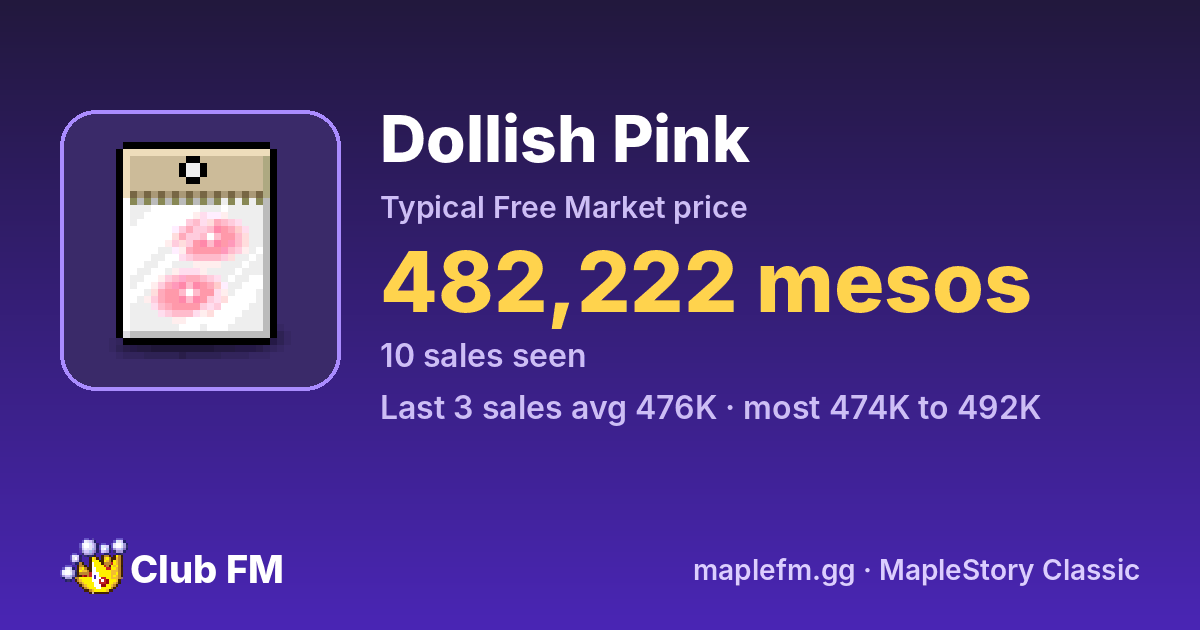 Dollish Pink
Typical Free Market price
482,222 mesos
10 sales seen
Last 3 sales avg 476K · most 474K to 492K
Club FM
maplefm.gg · MapleStory Classic